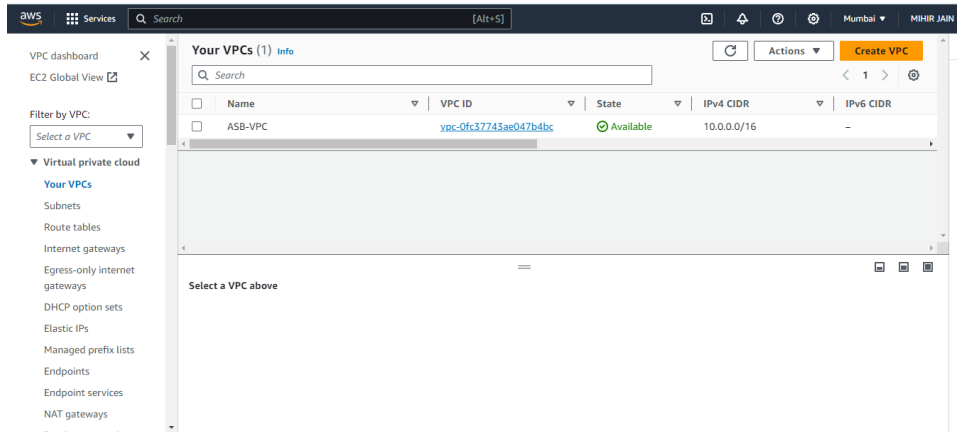 aws Services Search [Alt+S] Mumbai MIHIR JAIN
VPC dashboard
EC2 Global View
Filter by VPC:
Select a VPC
Virtual private cloud
Your VPCs
Subnets
Route tables
Internet gateways
Egress-only internet
gateways
DHCP option sets
Elastic IPs
Managed prefix lists
Endpoints
Endpoint services
NAT gateways
Your VPCs (1) Info
Actions
Create VPC
Search
1
Name VPC ID State IPv4 CIDR IPv6 CIDR
ASB-VPC vpc-0fc37743ae047b4bc Available 10.0.0.0/16 –
Select a VPC above